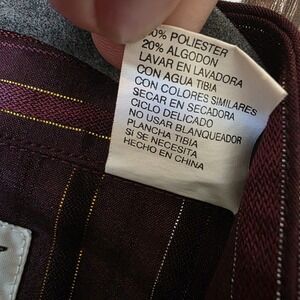 0% POLIESTER
20% ALGODON
LAVAR EN LAVADORA
CON AGUA TIBIA
CON COLORES SIMILARES
SECAR EN SECADORA
CICLO DELICADO
NO USAR BLANQUEADOR
PLANCHA TIBIA
SI SE NECESITA
HECHO EN CHINA